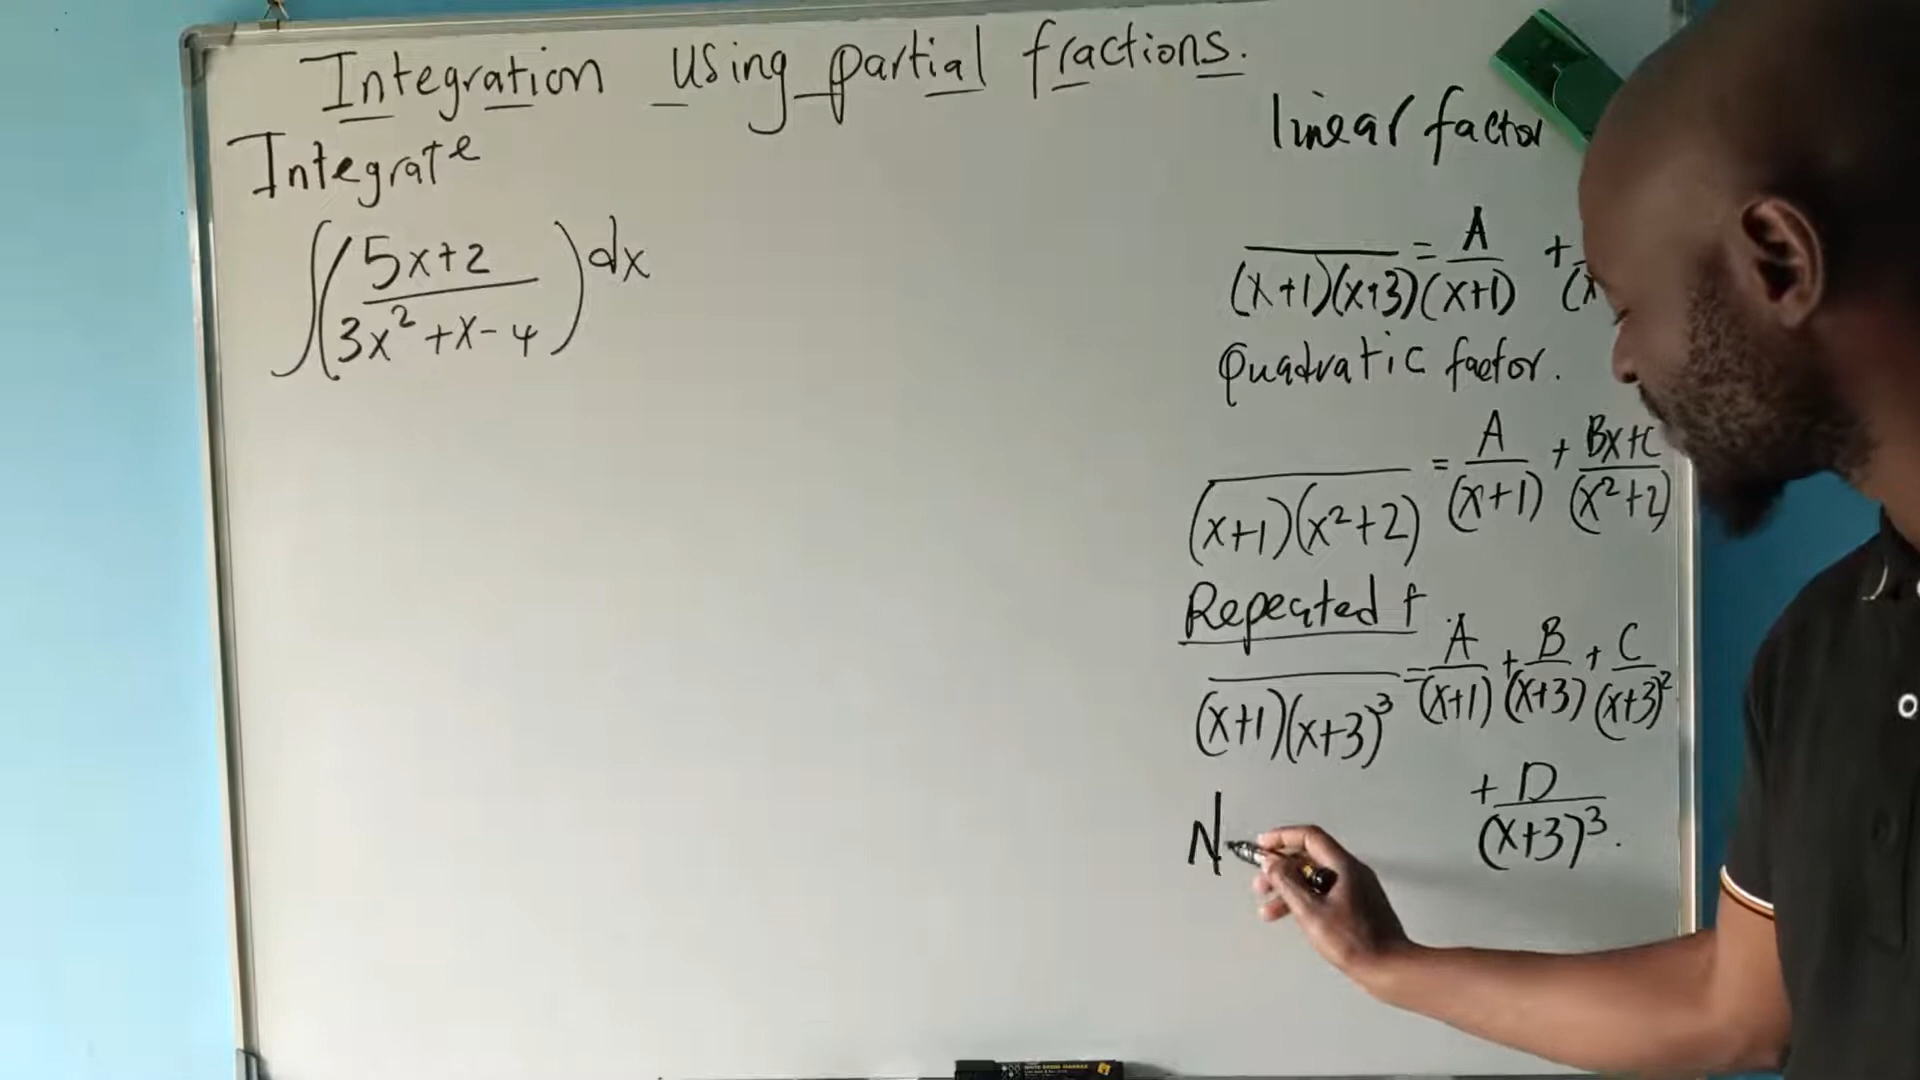 Integration using partial fractions.
Integrate
∫((5x+2)/(3x²+x-4))dx
linear factor
/((x+1)(x+3)) = A/(x+1) +
Quadratic factor.
/((x+1)(x²+2)) = A/(x+1) + (Bx+C)/(x²+2)
Repeated f
/((x+1)(x+3)³) = A/(x+1) + B/(x+3) + C/(x+3)²
+ D/(x+3)³.
N